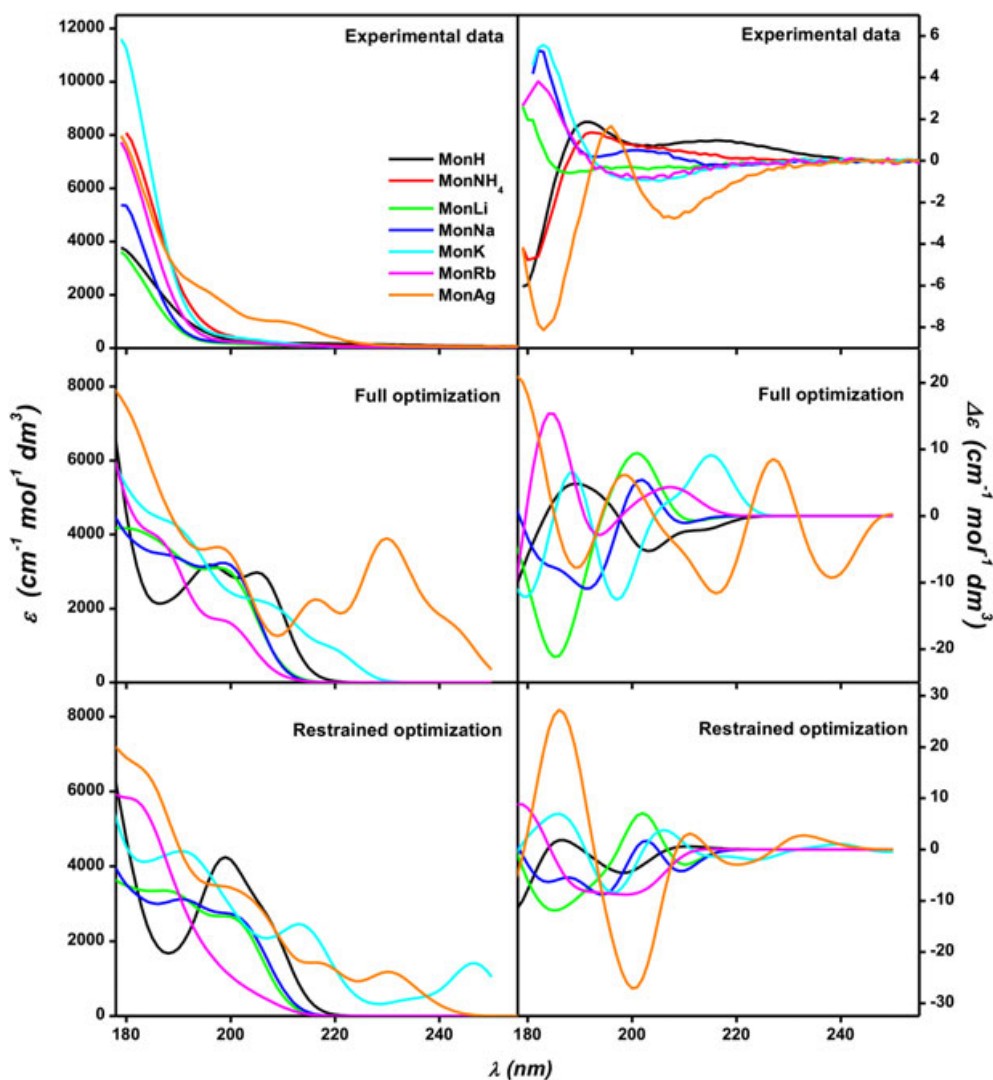 Experimental data
12000
10000
8000
6000
4000
2000
0
MonH
MonNH4
MonLi
MonNa
MonK
MonRb
MonAg
Experimental data
6
4
2
0
-2
-4
-6
-8
Full optimization
8000
6000
4000
2000
0
Full optimization
20
10
0
-10
-20
Restrained optimization
8000
6000
4000
2000
0
180 200 220 240
Restrained optimization
30
20
10
0
-10
-20
-30
180 200 220 240
ε (cm-1 mol-1 dm3)
Δε (cm-1 mol-1 dm3)
λ (nm)